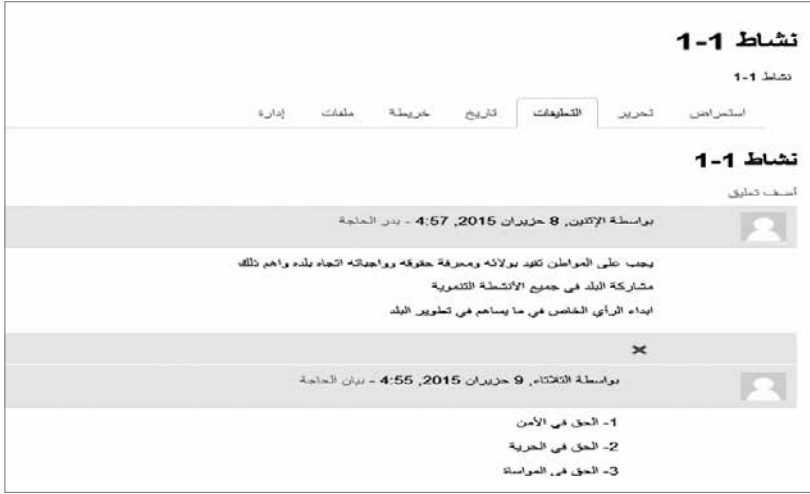 نشاط 1-1
نشاط 1-1
استعراض تحرير التعليقات تاريخ خريطة ملفات إدارة
نشاط 1-1
أضف تعليق
بواسطة الإثنين, 8 حزيران 2015, 4:57 - بدر الحاجة
يجب على المواطن تقيد بولائه ومعرفة حقوقه وواجباته اتجاه بلده واهم ذلك
مشاركة البلد في جميع الأنشطة التنموية
ابداء الرأي الخاص في ما يساهم في تطوير البلد
بواسطة الثلاثاء, 9 حزيران 2015, 4:55 - بيان الحاجة
1- الحق في الأمن
2- الحق في الحرية
3- الحق في المواساة